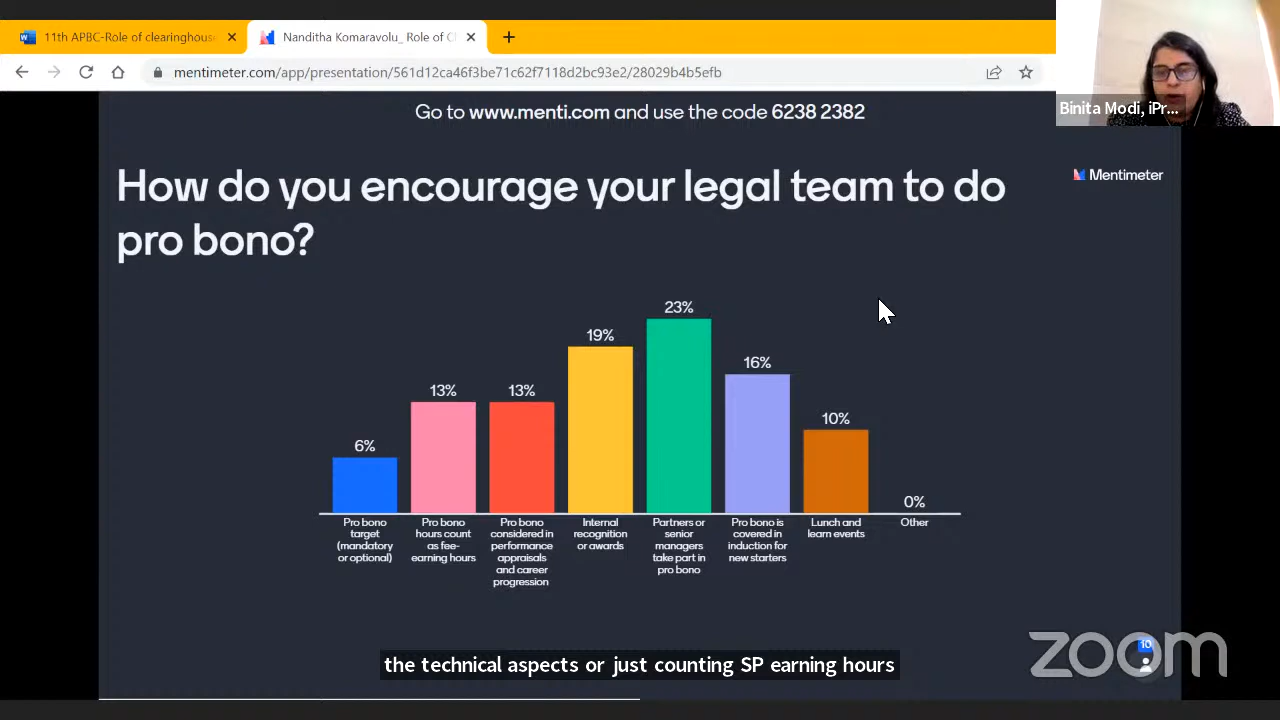 11th APBC-Role of clearinghouse
Nanditha Komaravolu_ Role of Cl
mentimeter.com/app/presentation/561d12ca46f3be71c62f7118d2bc93e2/28029b4b5efb
Binita Modi, iPr...
Go to www.menti.com and use the code 6238 2382
How do you encourage your legal team to do
pro bono?
Mentimeter
6%
13%
13%
19%
23%
16%
10%
0%
Pro bono
target
(mandatory
or optional)
Pro bono
hours count
as fee-
earning hours
Pro bono
considered in
performance
appraisals
and career
progression
Internal
recognition
or awards
Partners or
senior
managers
take part in
pro bono
Pro bono is
covered in
induction for
new starters
Lunch and
learn events
Other
10
zoom
the technical aspects or just counting SP earning hours